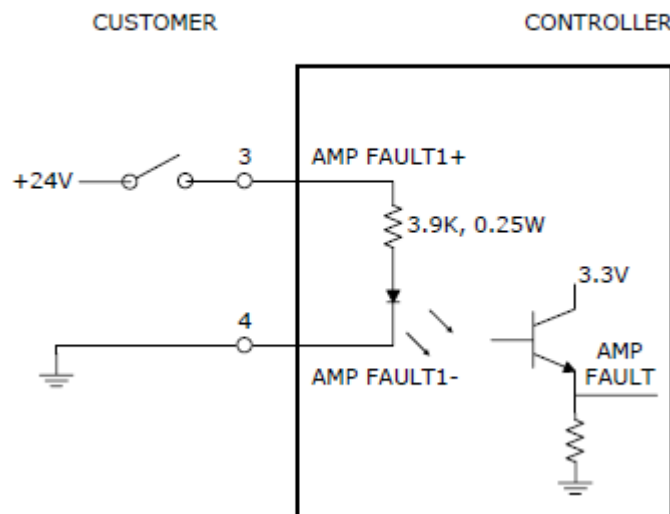 CUSTOMER
CONTROLLER
3
AMP FAULT1+
+24V
3.9K, 0.25W
3.3V
4
AMP
FAULT
AMP FAULT1-